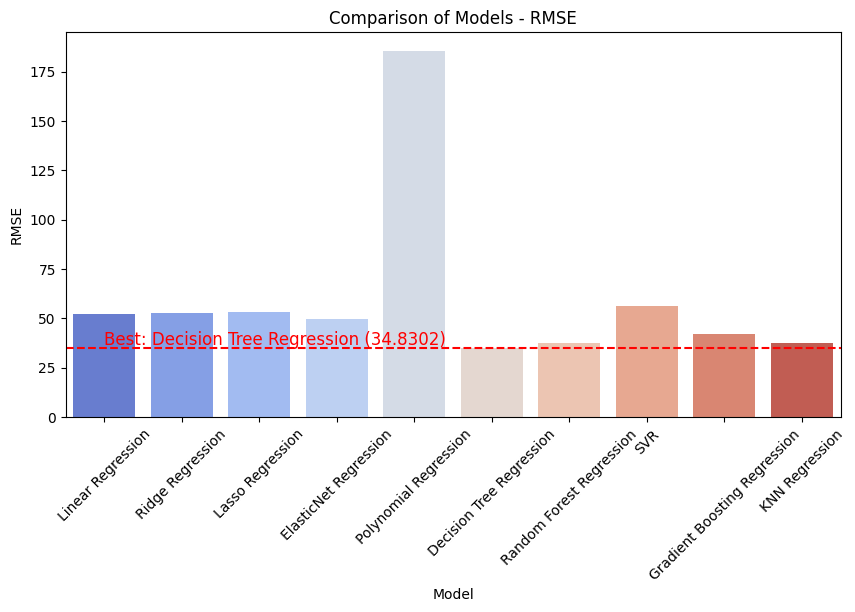 Comparison of Models - RMSE
RMSE
175
150
125
100
75
50
25
0
Best: Decision Tree Regression (34.8302)
Linear Regression
Ridge Regression
Lasso Regression
ElasticNet Regression
Polynomial Regression
Decision Tree Regression
Random Forest Regression
SVR
Gradient Boosting Regression
KNN Regression
Model